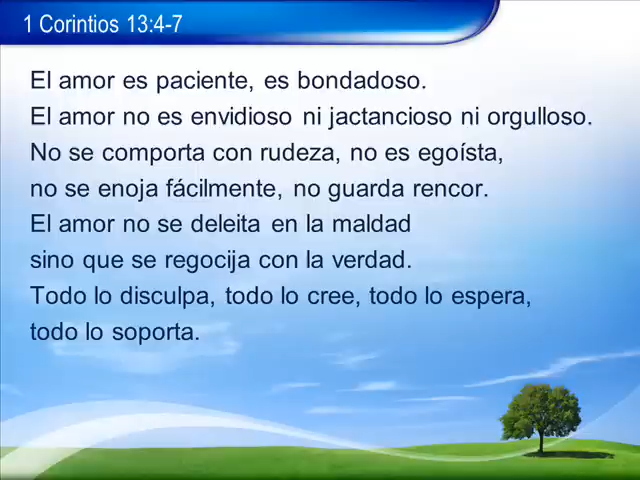 1 Corintios 13:4-7
El amor es paciente, es bondadoso.
El amor no es envidioso ni jactancioso ni orgulloso.
No se comporta con rudeza, no es egoísta,
no se enoja fácilmente, no guarda rencor.
El amor no se deleita en la maldad
sino que se regocija con la verdad.
Todo lo disculpa, todo lo cree, todo lo espera,
todo lo soporta.